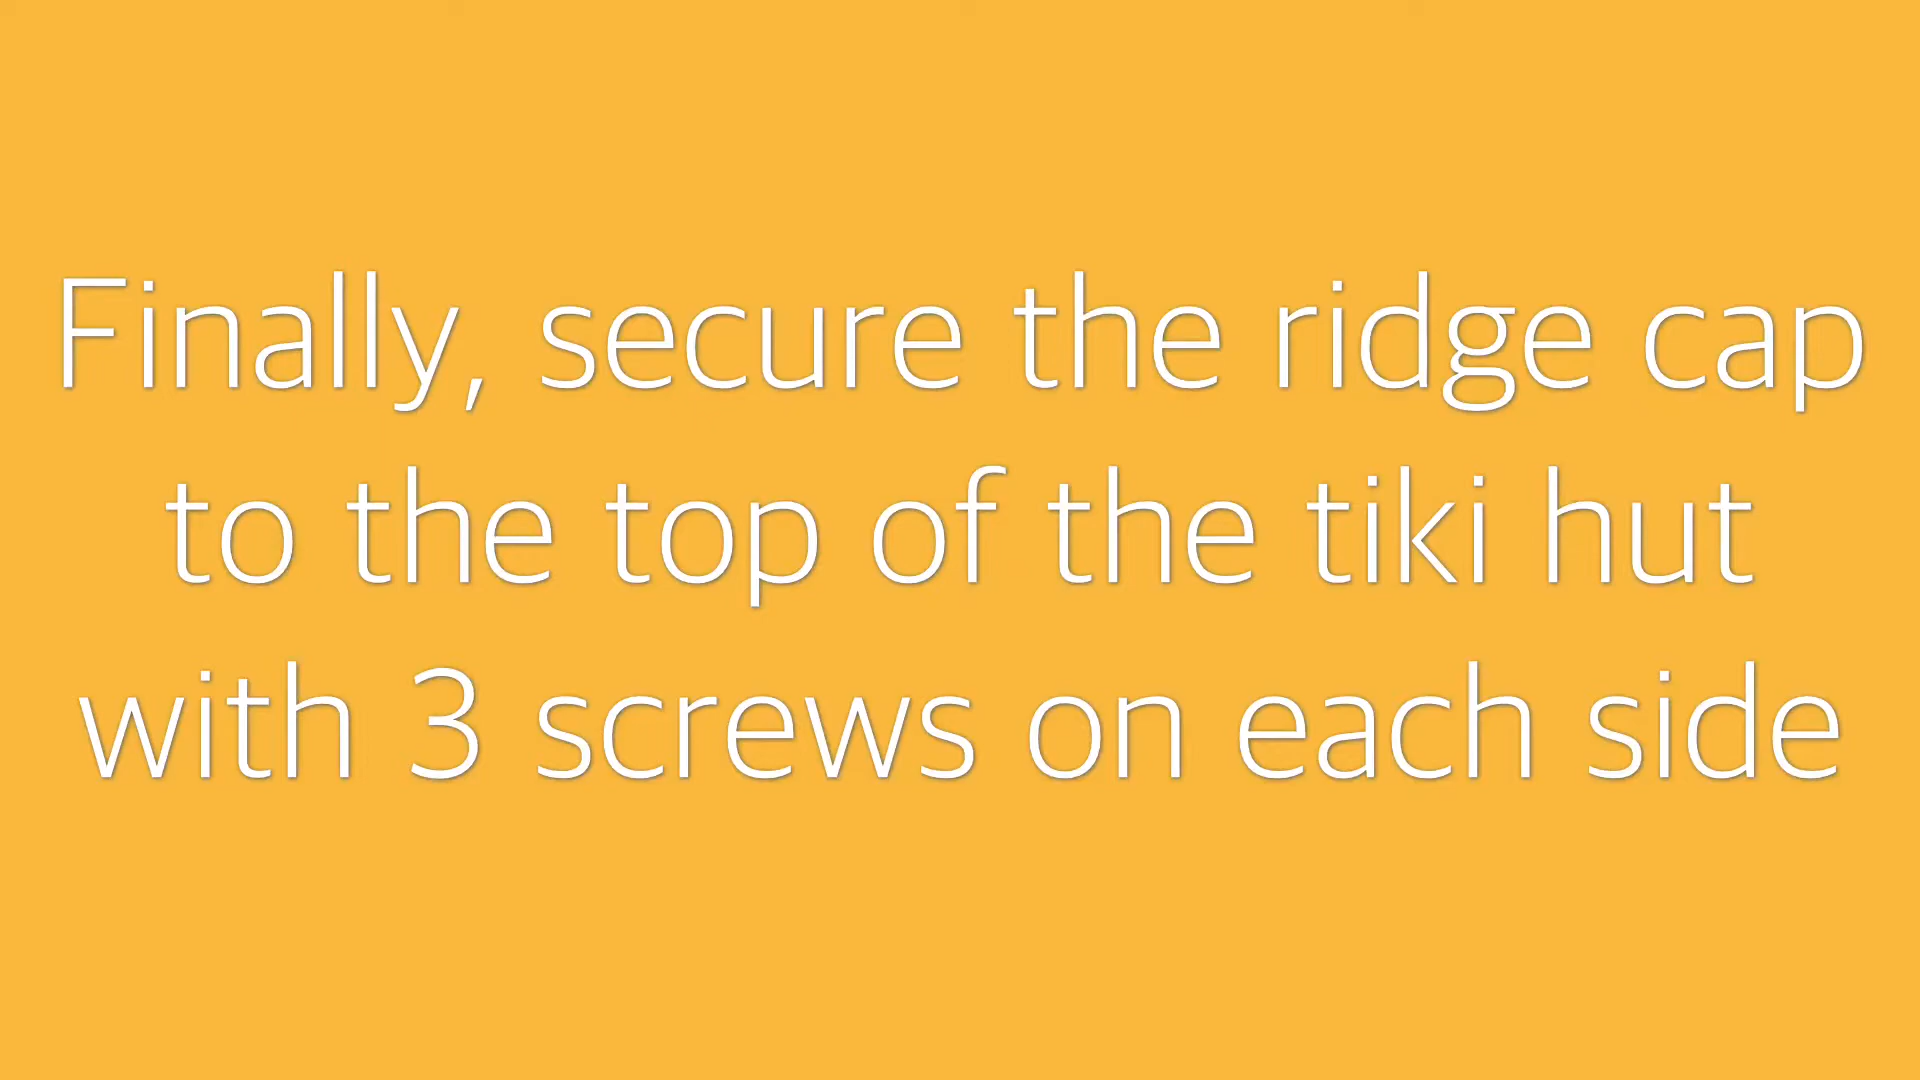 Finally, secure the ridge cap
to the top of the tiki hut
with 3 screws on each side